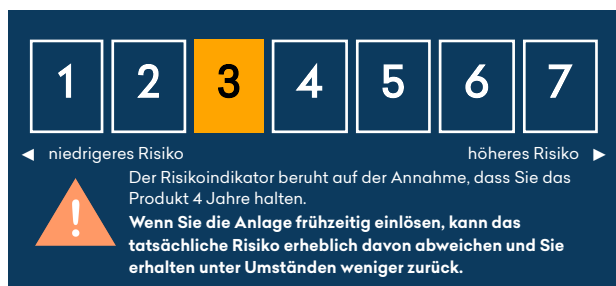 1 2 3 4 5 6 7
◄ niedrigeres Risiko höheres Risiko ►
Der Risikoindikator beruht auf der Annahme, dass Sie das
Produkt 4 Jahre halten.
!
Wenn Sie die Anlage frühzeitig einlösen, kann das
tatsächliche Risiko erheblich davon abweichen und Sie
erhalten unter Umständen weniger zurück.